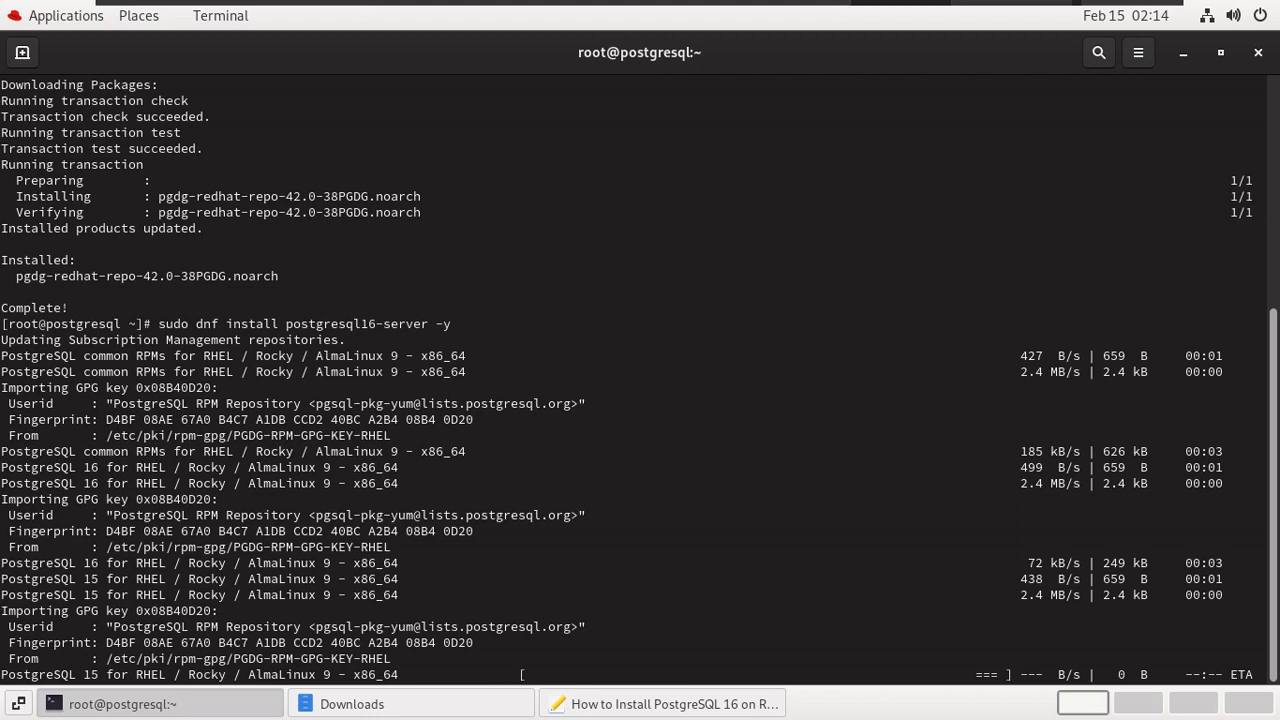 Applications Places Terminal Feb 15 02:14
root@postgresql:~
Downloading Packages:
Running transaction check
Transaction check succeeded.
Running transaction test
Transaction test succeeded.
Running transaction
Preparing : 1/1
Installing : pgdg-redhat-repo-42.0-38PGDG.noarch 1/1
Verifying : pgdg-redhat-repo-42.0-38PGDG.noarch 1/1
Installed products updated.
Installed:
pgdg-redhat-repo-42.0-38PGDG.noarch
Complete!
[root@postgresql ~]# sudo dnf install postgresql16-server -y
Updating Subscription Management repositories.
PostgreSQL common RPMs for RHEL / Rocky / AlmaLinux 9 - x86_64 427 B/s | 659 B 00:01
PostgreSQL common RPMs for RHEL / Rocky / AlmaLinux 9 - x86_64 2.4 MB/s | 2.4 kB 00:00
Importing GPG key 0x08B40D20:
Userid : "PostgreSQL RPM Repository <pgsql-pkg-yum@lists.postgresql.org>"
Fingerprint: D4BF 08AE 67A0 B4C7 A1DB CCD2 40BC A2B4 08B4 0D20
From : /etc/pki/rpm-gpg/PGDG-RPM-GPG-KEY-RHEL
PostgreSQL common RPMs for RHEL / Rocky / AlmaLinux 9 - x86_64 185 kB/s | 626 kB 00:03
PostgreSQL 16 for RHEL / Rocky / AlmaLinux 9 - x86_64 499 B/s | 659 B 00:01
PostgreSQL 16 for RHEL / Rocky / AlmaLinux 9 - x86_64 2.4 MB/s | 2.4 kB 00:00
Importing GPG key 0x08B40D20:
Userid : "PostgreSQL RPM Repository <pgsql-pkg-yum@lists.postgresql.org>"
Fingerprint: D4BF 08AE 67A0 B4C7 A1DB CCD2 40BC A2B4 08B4 0D20
From : /etc/pki/rpm-gpg/PGDG-RPM-GPG-KEY-RHEL
PostgreSQL 16 for RHEL / Rocky / AlmaLinux 9 - x86_64 72 kB/s | 249 kB 00:03
PostgreSQL 15 for RHEL / Rocky / AlmaLinux 9 - x86_64 438 B/s | 659 B 00:01
PostgreSQL 15 for RHEL / Rocky / AlmaLinux 9 - x86_64 2.4 MB/s | 2.4 kB 00:00
Importing GPG key 0x08B40D20:
Userid : "PostgreSQL RPM Repository <pgsql-pkg-yum@lists.postgresql.org>"
Fingerprint: D4BF 08AE 67A0 B4C7 A1DB CCD2 40BC A2B4 08B4 0D20
From : /etc/pki/rpm-gpg/PGDG-RPM-GPG-KEY-RHEL
PostgreSQL 15 for RHEL / Rocky / AlmaLinux 9 - x86_64 [ === ] --- B/s | 0 B --:-- ETA
root@postgresql:~ Downloads How to Install PostgreSQL 16 on R...